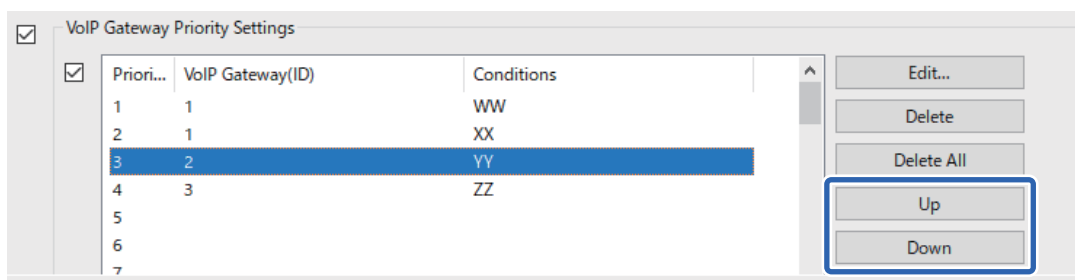 VoIP Gateway Priority Settings
Priori... VoIP Gateway(ID) Conditions
1 1 WW
2 1 XX
3 2 YY
4 3 ZZ
5
6
7
Edit...
Delete
Delete All
Up
Down